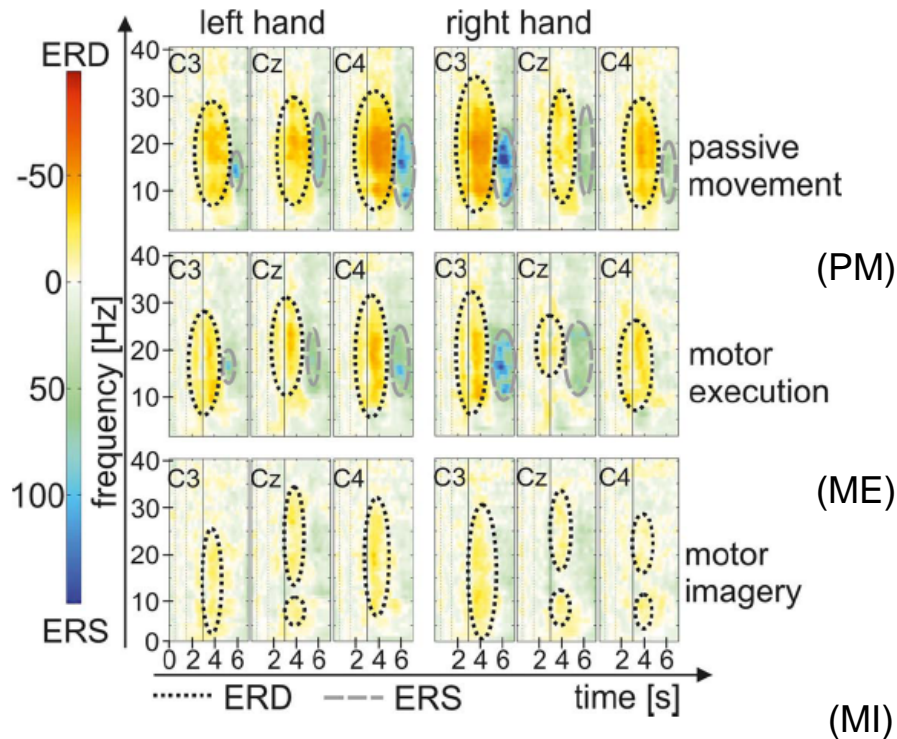 left hand
right hand
ERD
-50
0
50
100
ERS
frequency [Hz]
40
30
20
10
C3
Cz
C4
C3
Cz
C4
passive
movement
(PM)
40
30
20
10
C3
Cz
C4
C3
Cz
C4
motor
execution
(ME)
40
30
20
10
0
C3
Cz
C4
C3
Cz
C4
motor
imagery
0 2 4 6 2 4 6 2 4 6 2 4 6 2 4 6 2 4 6
ERD
ERS
time [s]
(MI)